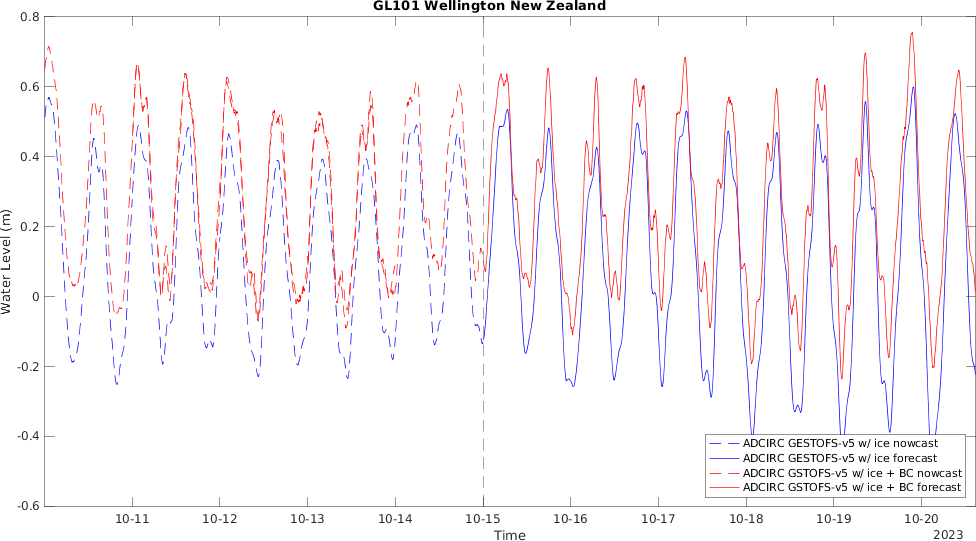 GL101 Wellington New Zealand
0.8
0.6
0.4
0.2
0
-0.2
-0.4
-0.6
Water Level (m)
10-11 10-12 10-13 10-14 10-15 10-16 10-17 10-18 10-19 10-20
Time
2023
ADCIRC GESTOFS-v5 w/ ice nowcast
ADCIRC GESTOFS-v5 w/ ice forecast
ADCIRC GSTOFS-v5 w/ ice + BC nowcast
ADCIRC GSTOFS-v5 w/ ice + BC forecast